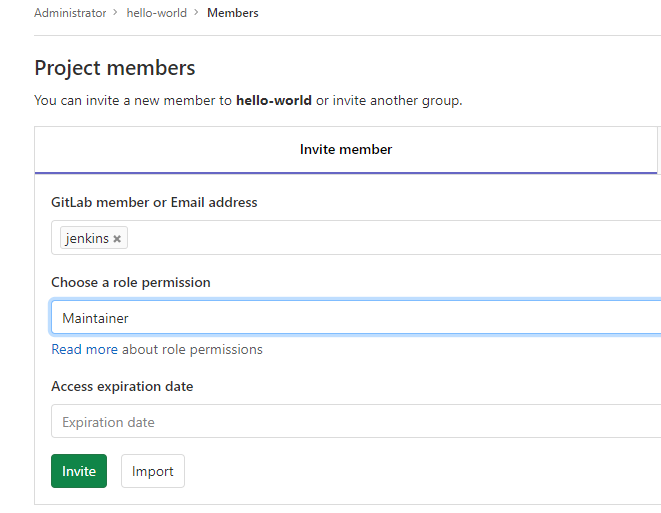 Administrator > hello-world > Members
Project members
You can invite a new member to hello-world or invite another group.
Invite member
GitLab member or Email address
jenkins ×
Choose a role permission
Maintainer
Read more about role permissions
Access expiration date
Expiration date
Invite Import